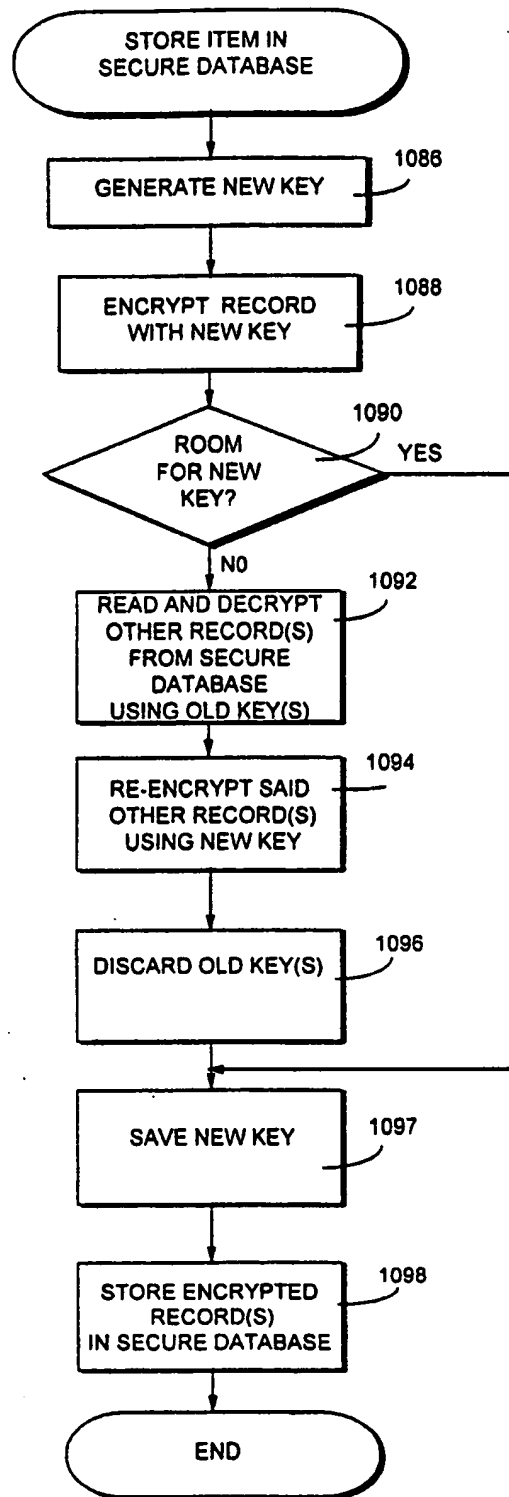 STORE ITEM IN
SECURE DATABASE
1086
GENERATE NEW KEY
1088
ENCRYPT RECORD
WITH NEW KEY
1090
ROOM
FOR NEW
KEY?
YES
NO
1092
READ AND DECRYPT
OTHER RECORD(S)
FROM SECURE
DATABASE
USING OLD KEY(S)
1094
RE-ENCRYPT SAID
OTHER RECORD(S)
USING NEW KEY
1096
DISCARD OLD KEY(S)
1097
SAVE NEW KEY
1098
STORE ENCRYPTED
RECORD(S)
IN SECURE DATABASE
END